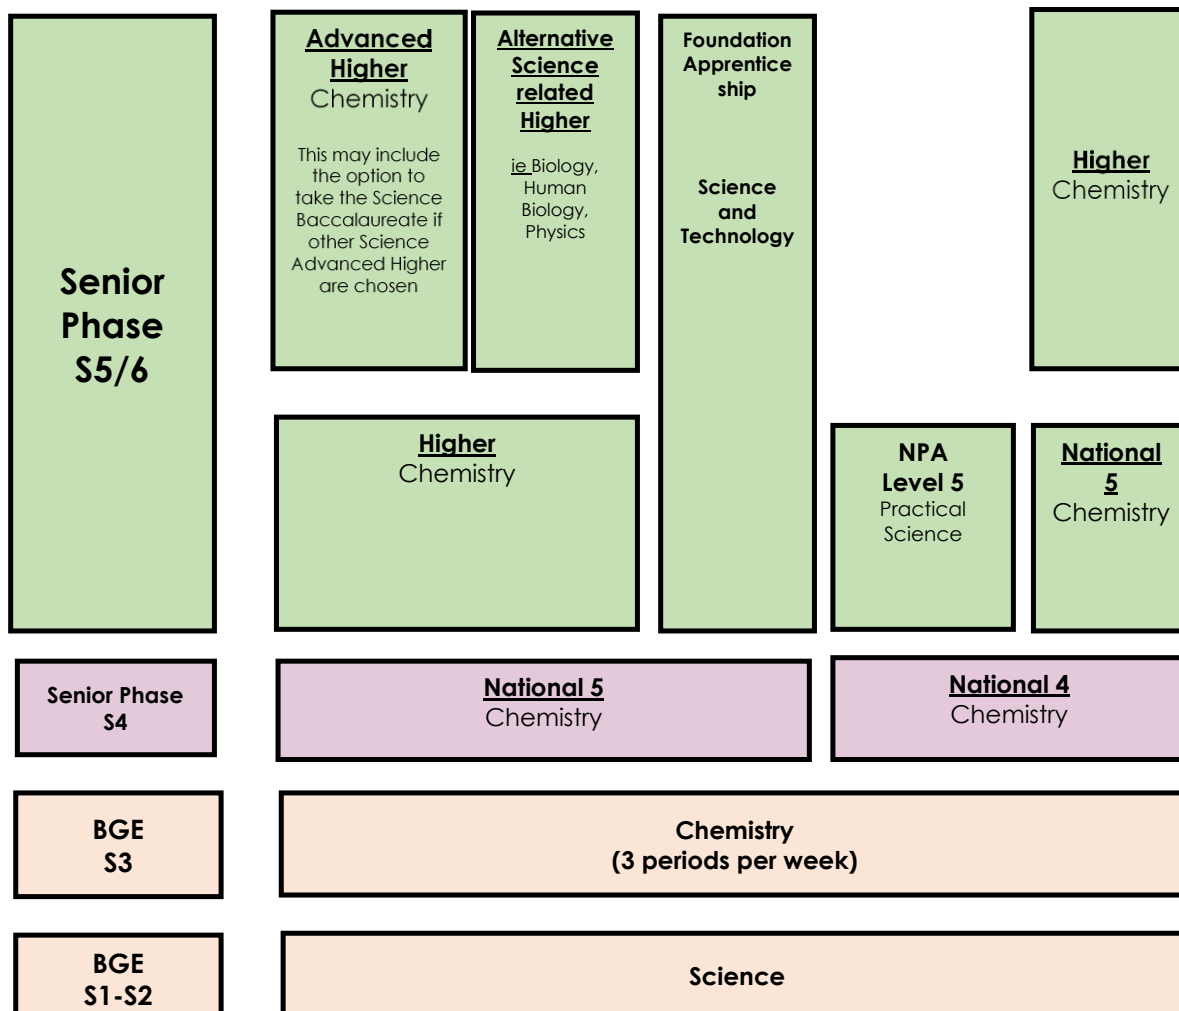 Senior
Phase
S5/6
Advanced
Higher
Chemistry
This may include
the option to
take the Science
Baccalaureate if
other Science
Advanced Higher
are chosen
Alternative
Science
related
Higher
ie Biology,
Human
Biology,
Physics
Foundation
Apprentice
ship
Science
and
Technology
Higher
Chemistry
Higher
Chemistry
NPA
Level 5
Practical
Science
National
5
Chemistry
Senior Phase
S4
National 5
Chemistry
National 4
Chemistry
BGE
S3
Chemistry
(3 periods per week)
BGE
S1-S2
Science